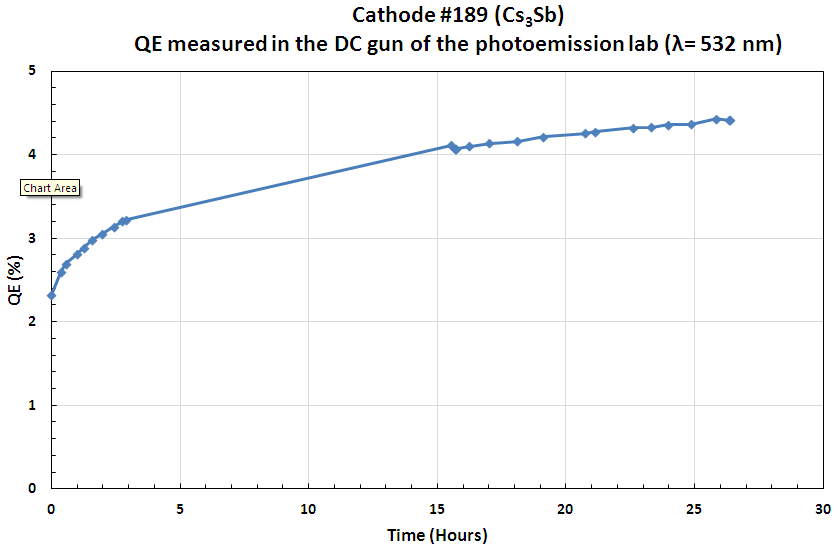 Cathode #189 (Cs₃Sb)
QE measured in the DC gun of the photoemission lab (λ= 532 nm)
5
4
Chart Area
3
QE (%)
2
1
0
0 5 10 15 20 25 30
Time (Hours)